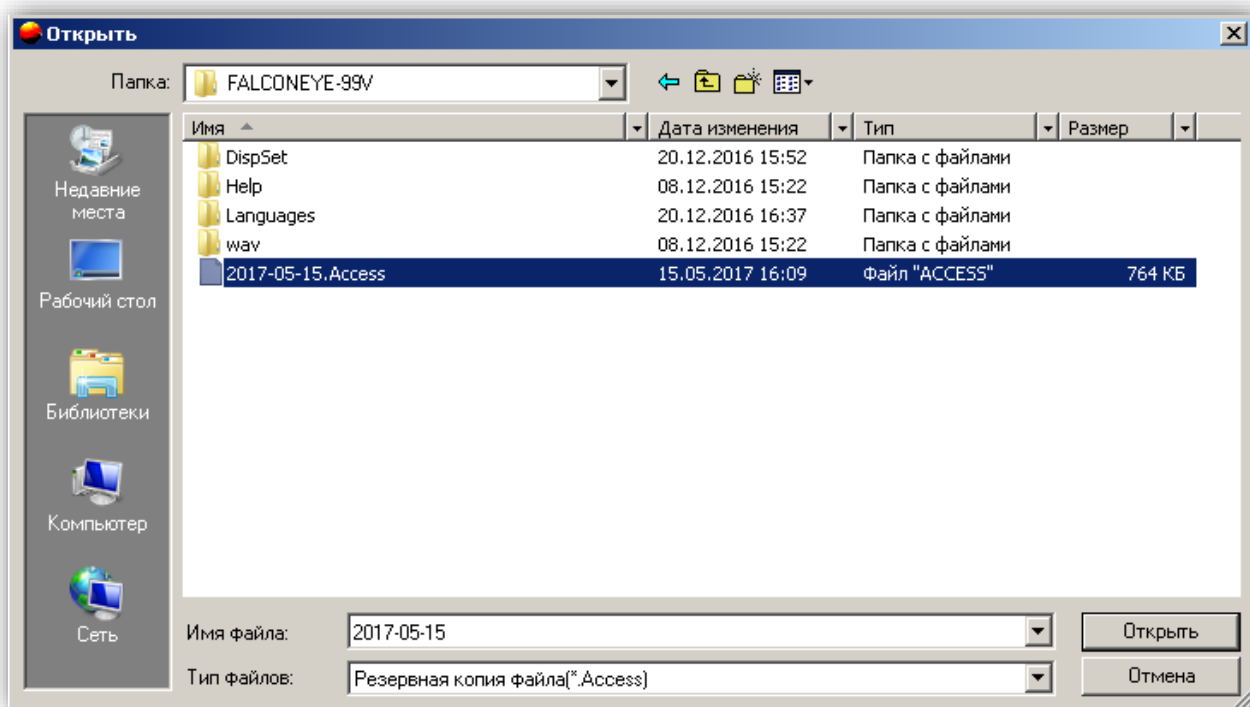 Открыть
Папка: FALCONEYE-99V
Имя Дата изменения Тип Размер
DispSet 20.12.2016 15:52 Папка с файлами
Help 08.12.2016 15:22 Папка с файлами
Languages 20.12.2016 16:37 Папка с файлами
wav 08.12.2016 15:22 Папка с файлами
2017-05-15.Access 15.05.2017 16:09 Файл "ACCESS" 764 КБ
Недавние
места
Рабочий стол
Библиотеки
Компьютер
Сеть
Имя файла: 2017-05-15 Открыть
Тип файлов: Резервная копия файла(*.Access) Отмена